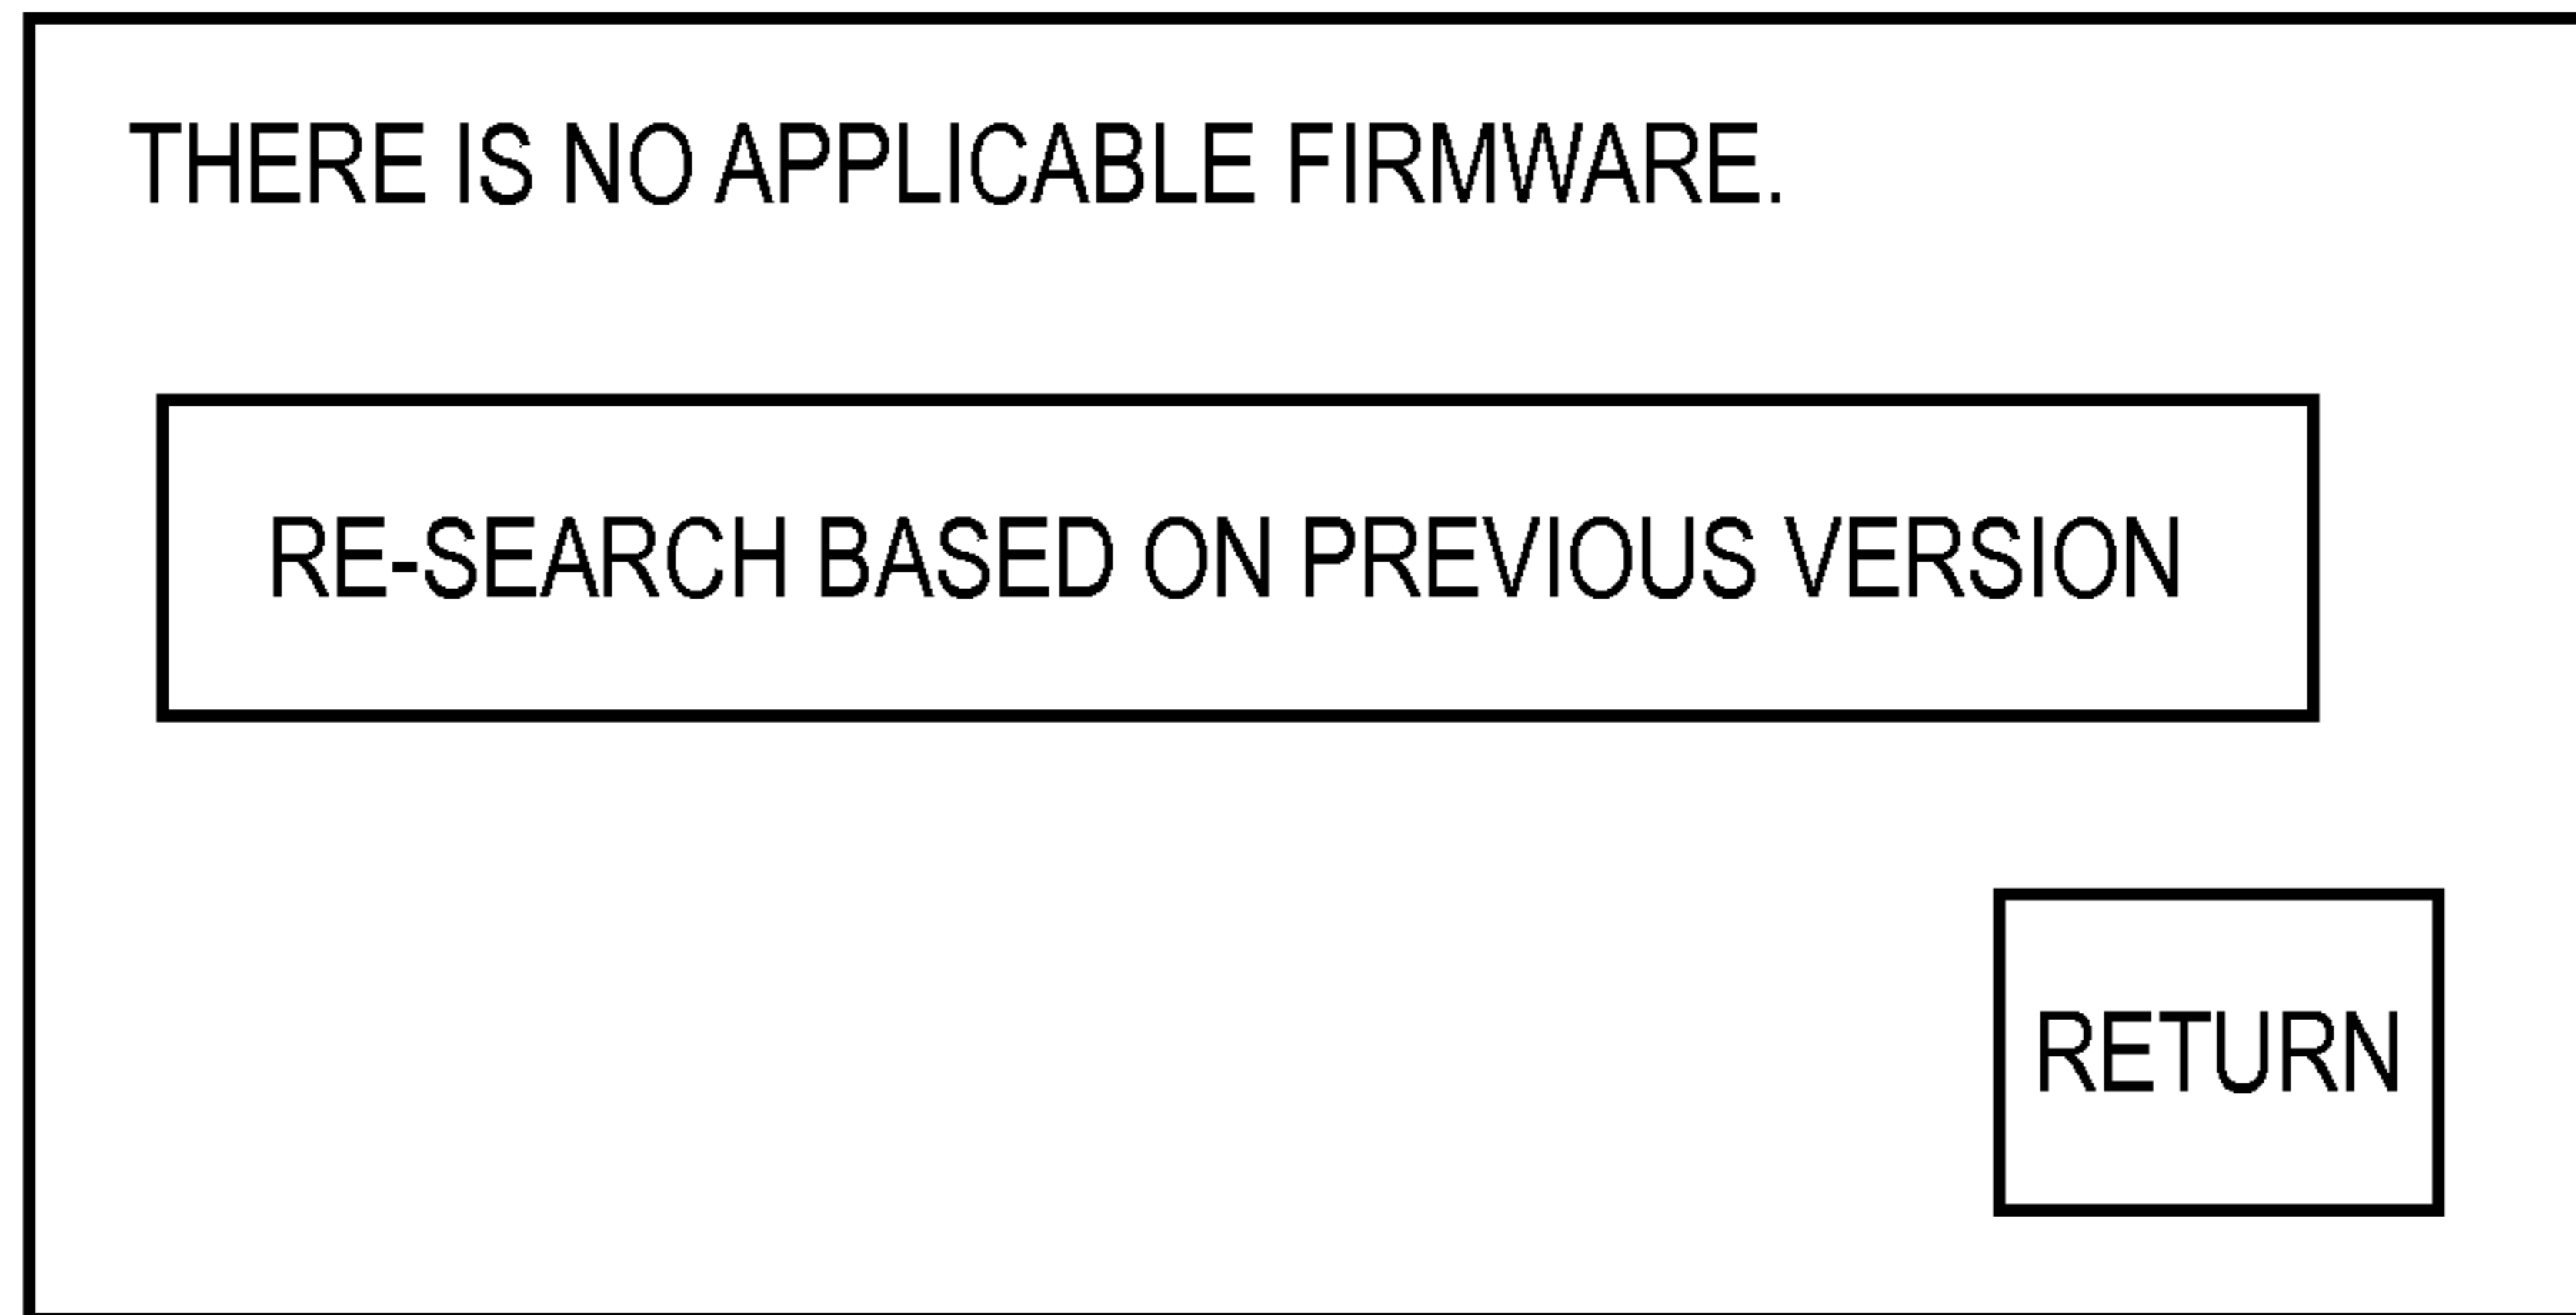 THERE IS NO APPLICABLE FIRMWARE.
RE-SEARCH BASED ON PREVIOUS VERSION
RETURN